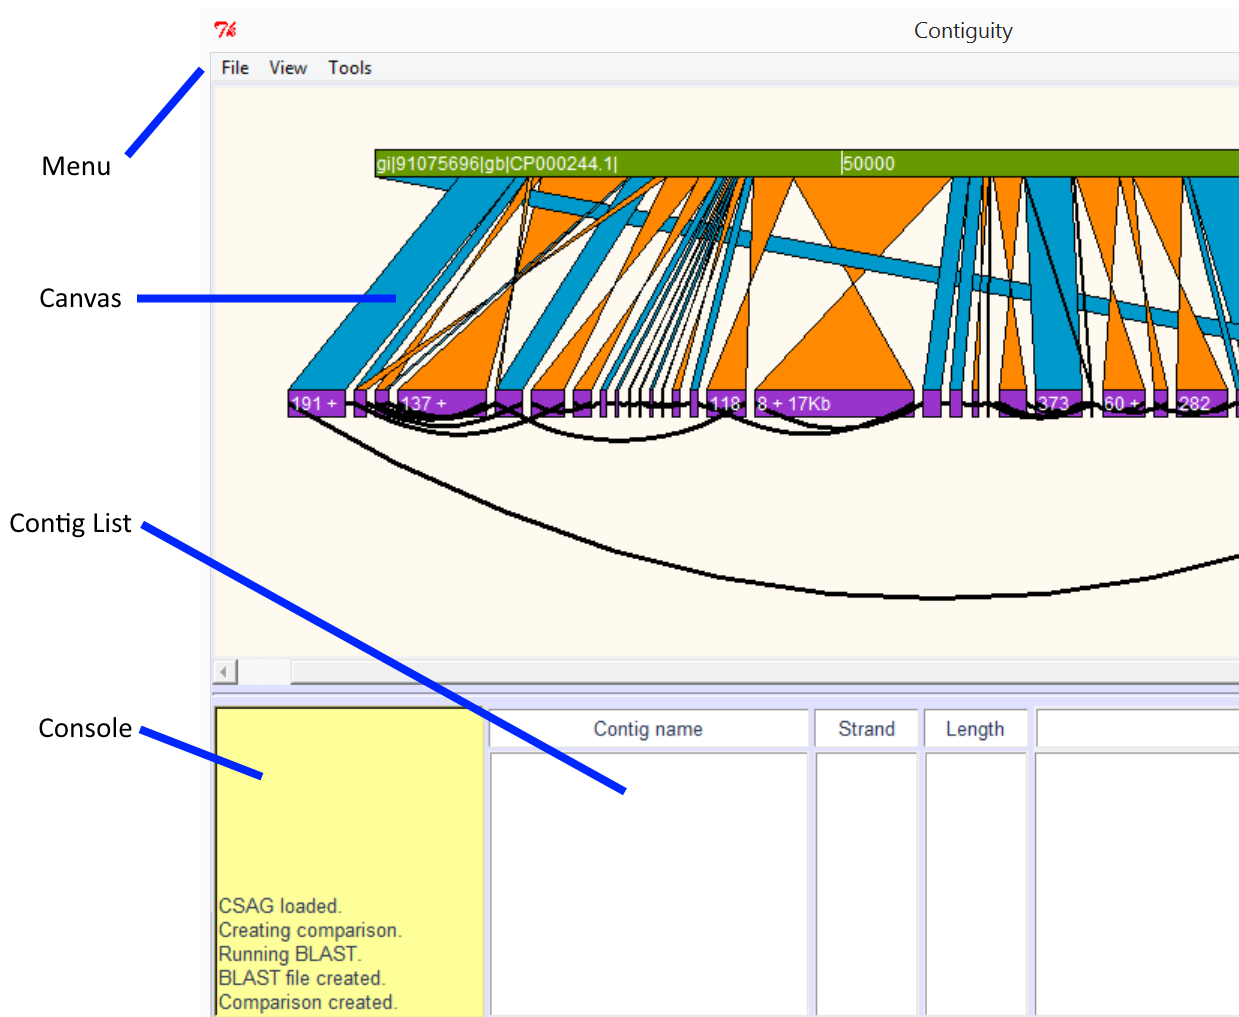 Contiguity
File View Tools
Menu
gi|91075696|gb|CP000244.1| 50000
Canvas
191 + 137 + 118 8 + 17Kb 373 60 + 282
Contig List
Console
Contig name Strand Length
CSAG loaded.
Creating comparison.
Running BLAST.
BLAST file created.
Comparison created.